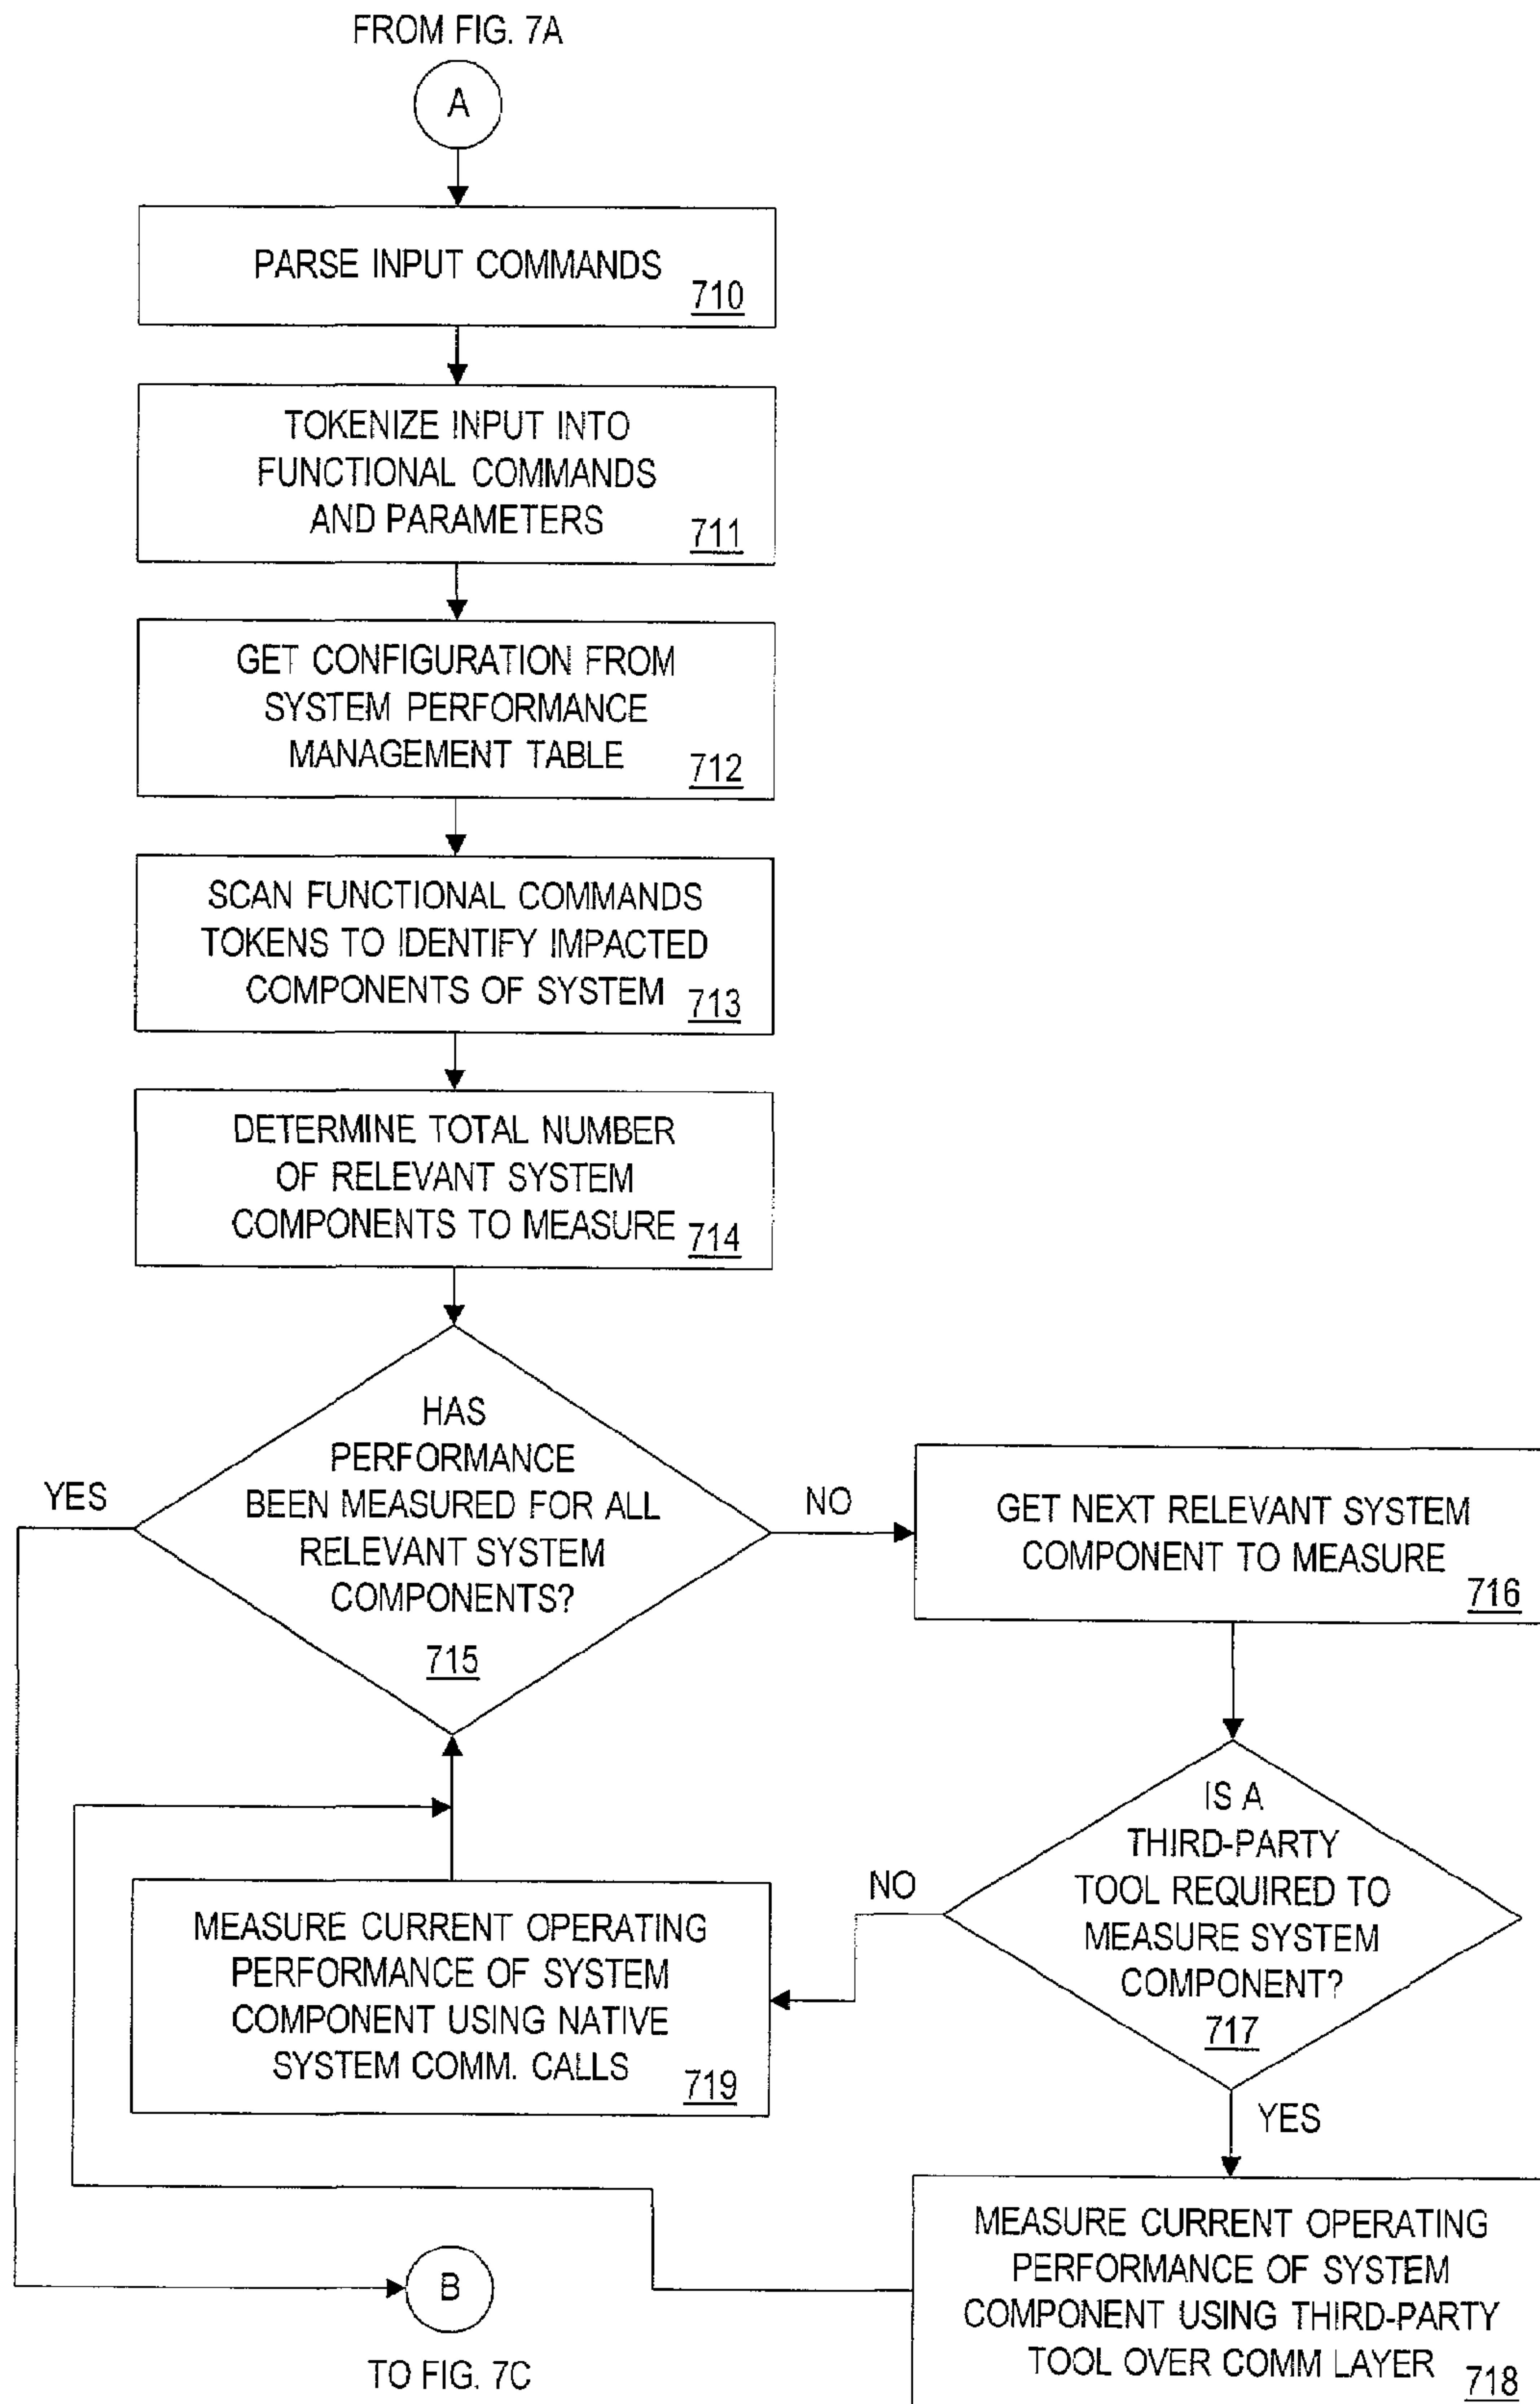 FROM FIG. 7A
A
PARSE INPUT COMMANDS
710
TOKENIZE INPUT INTO
FUNCTIONAL COMMANDS
AND PARAMETERS
711
GET CONFIGURATION FROM
SYSTEM PERFORMANCE
MANAGEMENT TABLE
712
SCAN FUNCTIONAL COMMANDS
TOKENS TO IDENTIFY IMPACTED
COMPONENTS OF SYSTEM
713
DETERMINE TOTAL NUMBER
OF RELEVANT SYSTEM
COMPONENTS TO MEASURE
714
HAS
PERFORMANCE
BEEN MEASURED FOR ALL
RELEVANT SYSTEM
COMPONENTS?
715
YES
NO
GET NEXT RELEVANT SYSTEM
COMPONENT TO MEASURE
716
IS A
THIRD-PARTY
TOOL REQUIRED TO
MEASURE SYSTEM
COMPONENT?
717
NO
YES
MEASURE CURRENT OPERATING
PERFORMANCE OF SYSTEM
COMPONENT USING NATIVE
SYSTEM COMM. CALLS
719
MEASURE CURRENT OPERATING
PERFORMANCE OF SYSTEM
COMPONENT USING THIRD-PARTY
TOOL OVER COMM LAYER
718
B
TO FIG. 7C